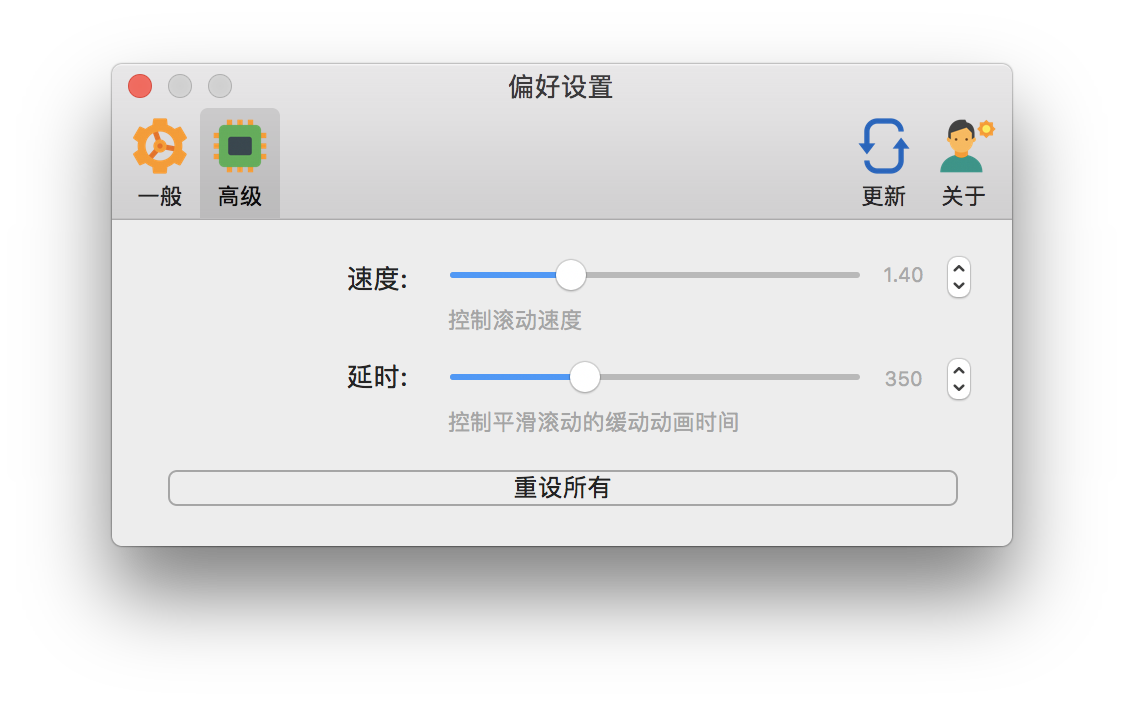 偏好设置
一般
高级
更新
关于
速度:
1.40
控制滚动速度
延时:
350
控制平滑滚动的缓动动画时间
重设所有